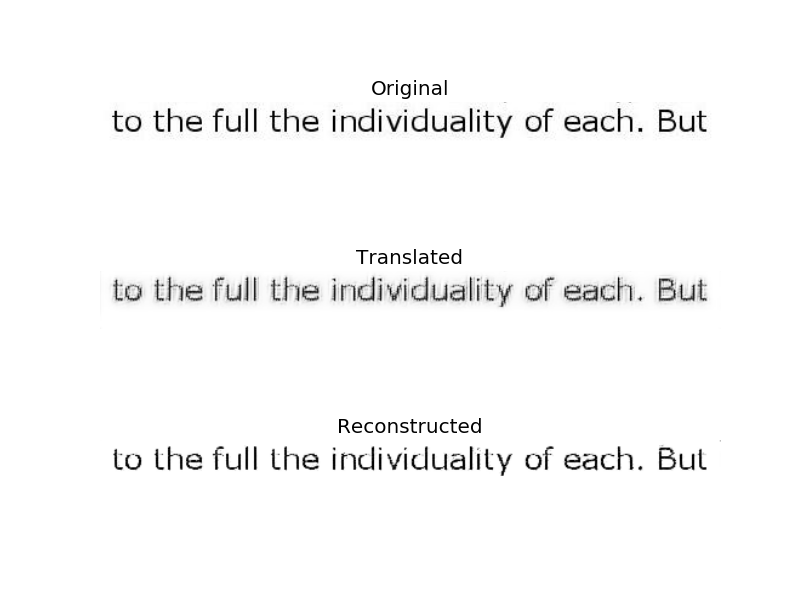 Original
to the full the individuality of each. But
Translated
to the full the individuality of each. But
Reconstructed
to the full the individuality of each. But